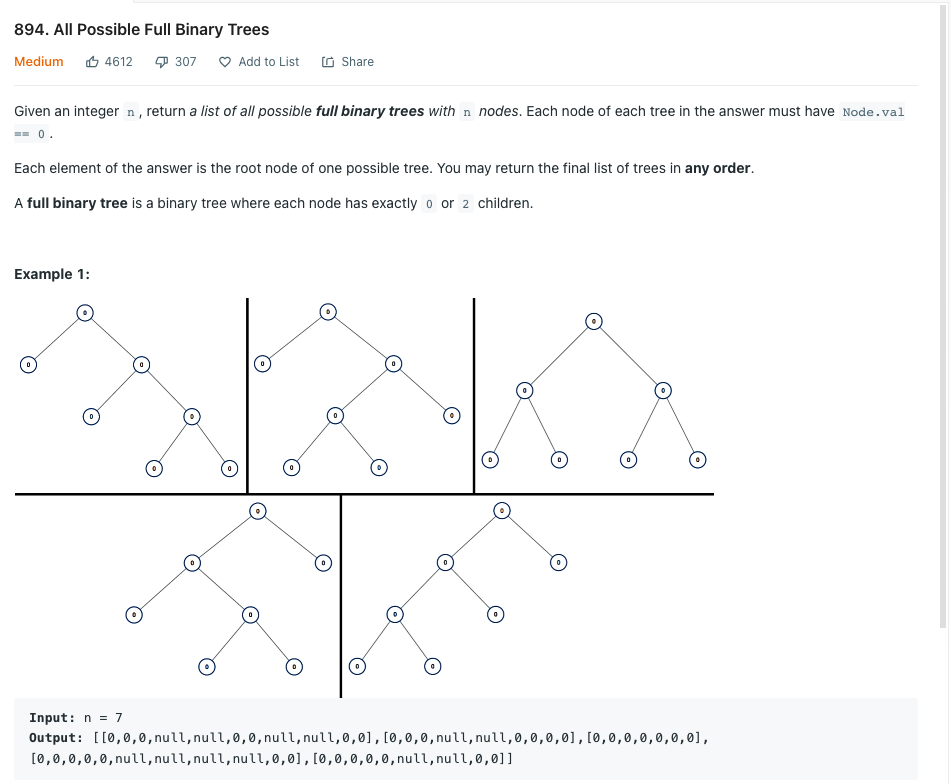 894. All Possible Full Binary Trees
Medium 4612 307 Add to List Share
Given an integer n , return a list of all possible full binary trees with n nodes. Each node of each tree in the answer must have Node.val
== 0 .
Each element of the answer is the root node of one possible tree. You may return the final list of trees in any order.
A full binary tree is a binary tree where each node has exactly 0 or 2 children.
Example 1:
0 0 0
0 0 0 0
0 0 0 0 0
0 0 0 0 0 0 0 0
0 0
0 0 0 0
0 0 0 0
0 0 0 0
Input: n = 7
Output: [[0,0,0,null,null,0,0,null,null,0,0],[0,0,0,null,null,0,0,0,0],[0,0,0,0,0,0,0],
[0,0,0,0,0,null,null,null,null,0,0],[0,0,0,0,0,null,null,0,0]]